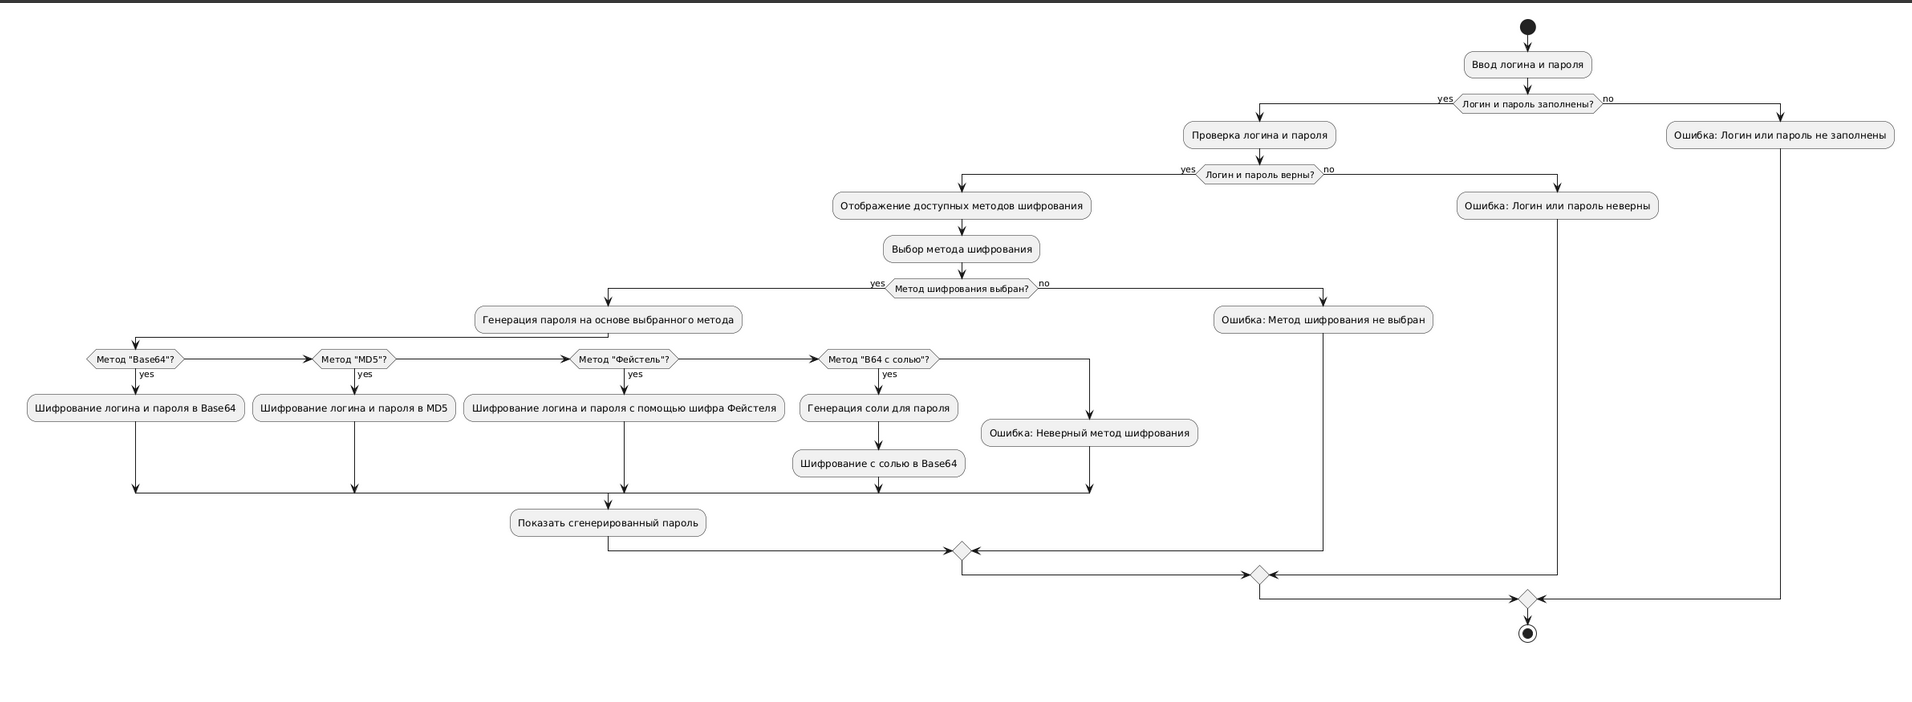 Ввод логина и пароля
yes
Логин и пароль заполнены?
no
Проверка логина и пароля
Ошибка: Логин или пароль не заполнены
yes
Логин и пароль верны?
no
Отображение доступных методов шифрования
Ошибка: Логин или пароль неверны
Выбор метода шифрования
yes
Метод шифрования выбран?
no
Генерация пароля на основе выбранного метода
Ошибка: Метод шифрования не выбран
Метод "Base64"?
Метод "MD5"?
Метод "Фейстель"?
Метод "B64 с солью"?
yes
yes
yes
yes
Шифрование логина и пароля в Base64
Шифрование логина и пароля в MD5
Шифрование логина и пароля с помощью шифра Фейстеля
Генерация соли для пароля
Ошибка: Неверный метод шифрования
Шифрование с солью в Base64
Показать сгенерированный пароль